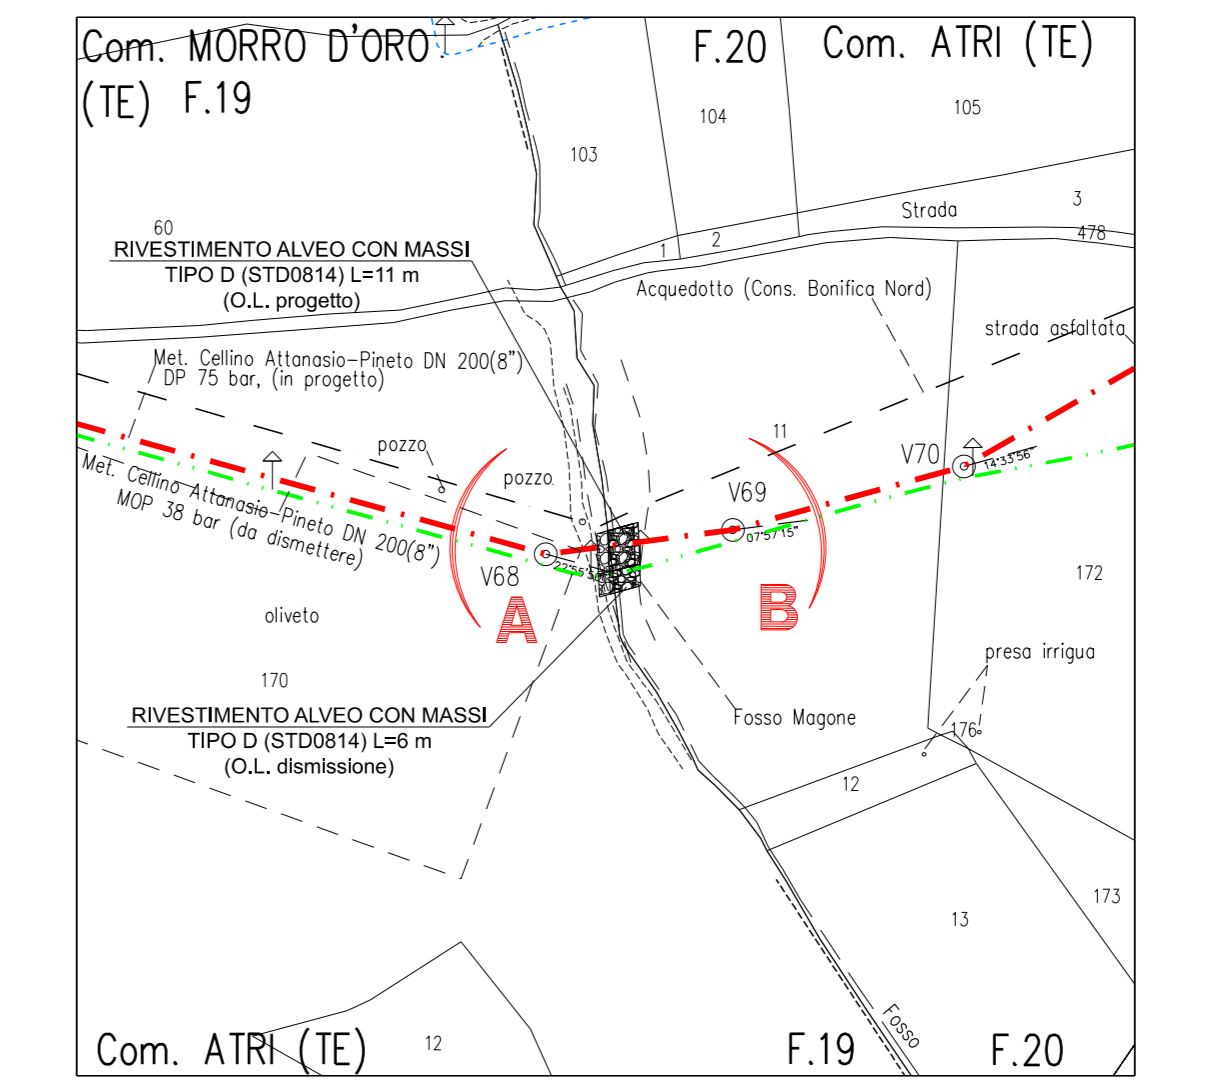 Com. MORRO D'ORO
(TE) F.19
F.20 Com. ATRI (TE)
105
104
103
3
60
Strada
478
2
1
RIVESTIMENTO ALVEO CON MASSI
TIPO D (STD0814) L=11 m
(O.L. progetto)
Acquedotto (Cons. Bonifica Nord)
strada asfaltata
Met. Cellino Attanasio-Pineto DN 200(8")
DP 75 bar, (in progetto)
pozzo
11
V70
14°33'56"
Met. Cellino Attanasio-Pineto DN 200(8")
MOP 38 bar (da dismettere)
pozzo
V69
07°57'15"
V68
A
B
172
oliveto
presa irrigua
170
RIVESTIMENTO ALVEO CON MASSI
TIPO D (STD0814) L=6 m
(O.L. dismissione)
Fosso Magone
176
12
173
13
Fosso
Com. ATRI (TE)
12
F.19
F.20